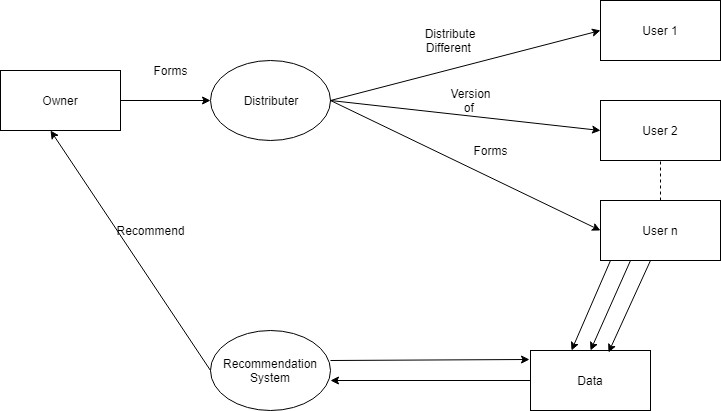 Distribute
Different
User 1
Forms
Owner
Distributer
Version
of
User 2
Forms
User n
Recommend
Recommendation
System
Data